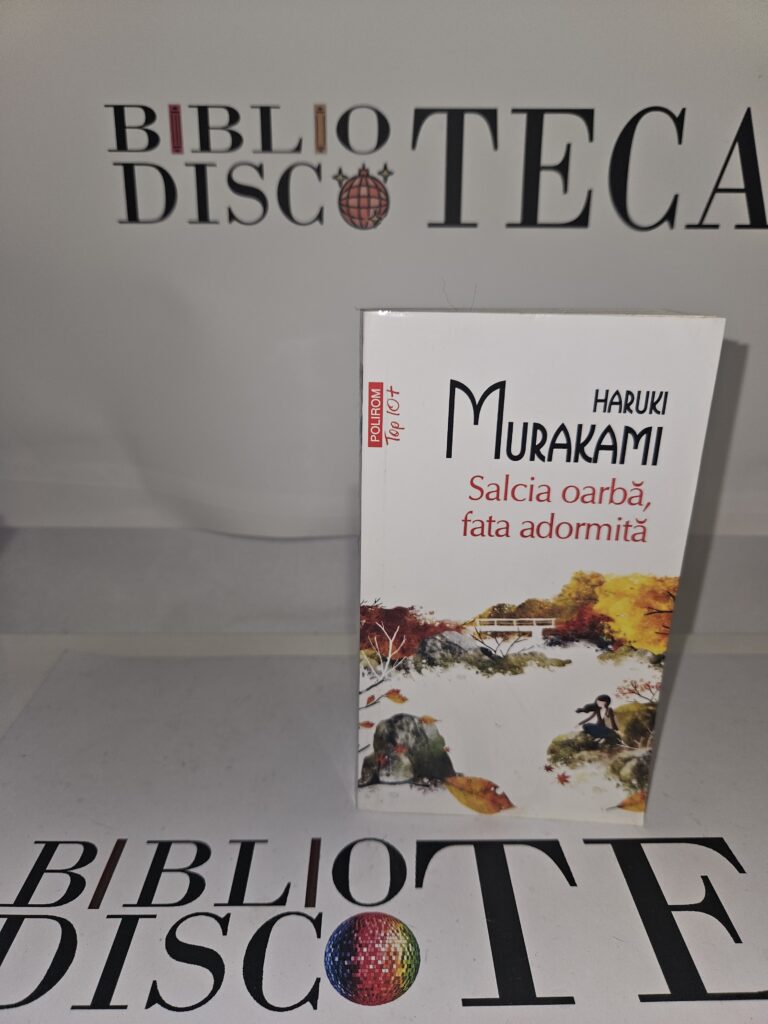 BIBLIO
DISCOTECA
POLIROM
Top 10+
HARUKI
MURAKAMI
Salcia oarbă,
fata adormită
BIBLIO
DISCOTE